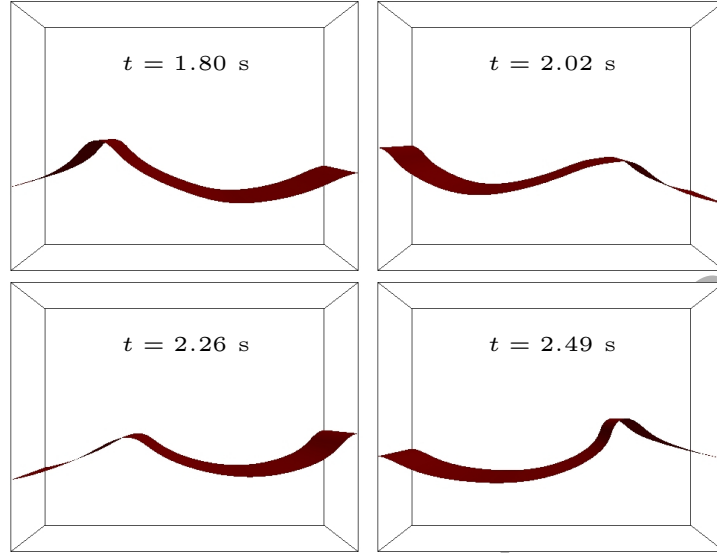 t = 1.80 s
t = 2.02 s
t = 2.26 s
t = 2.49 s